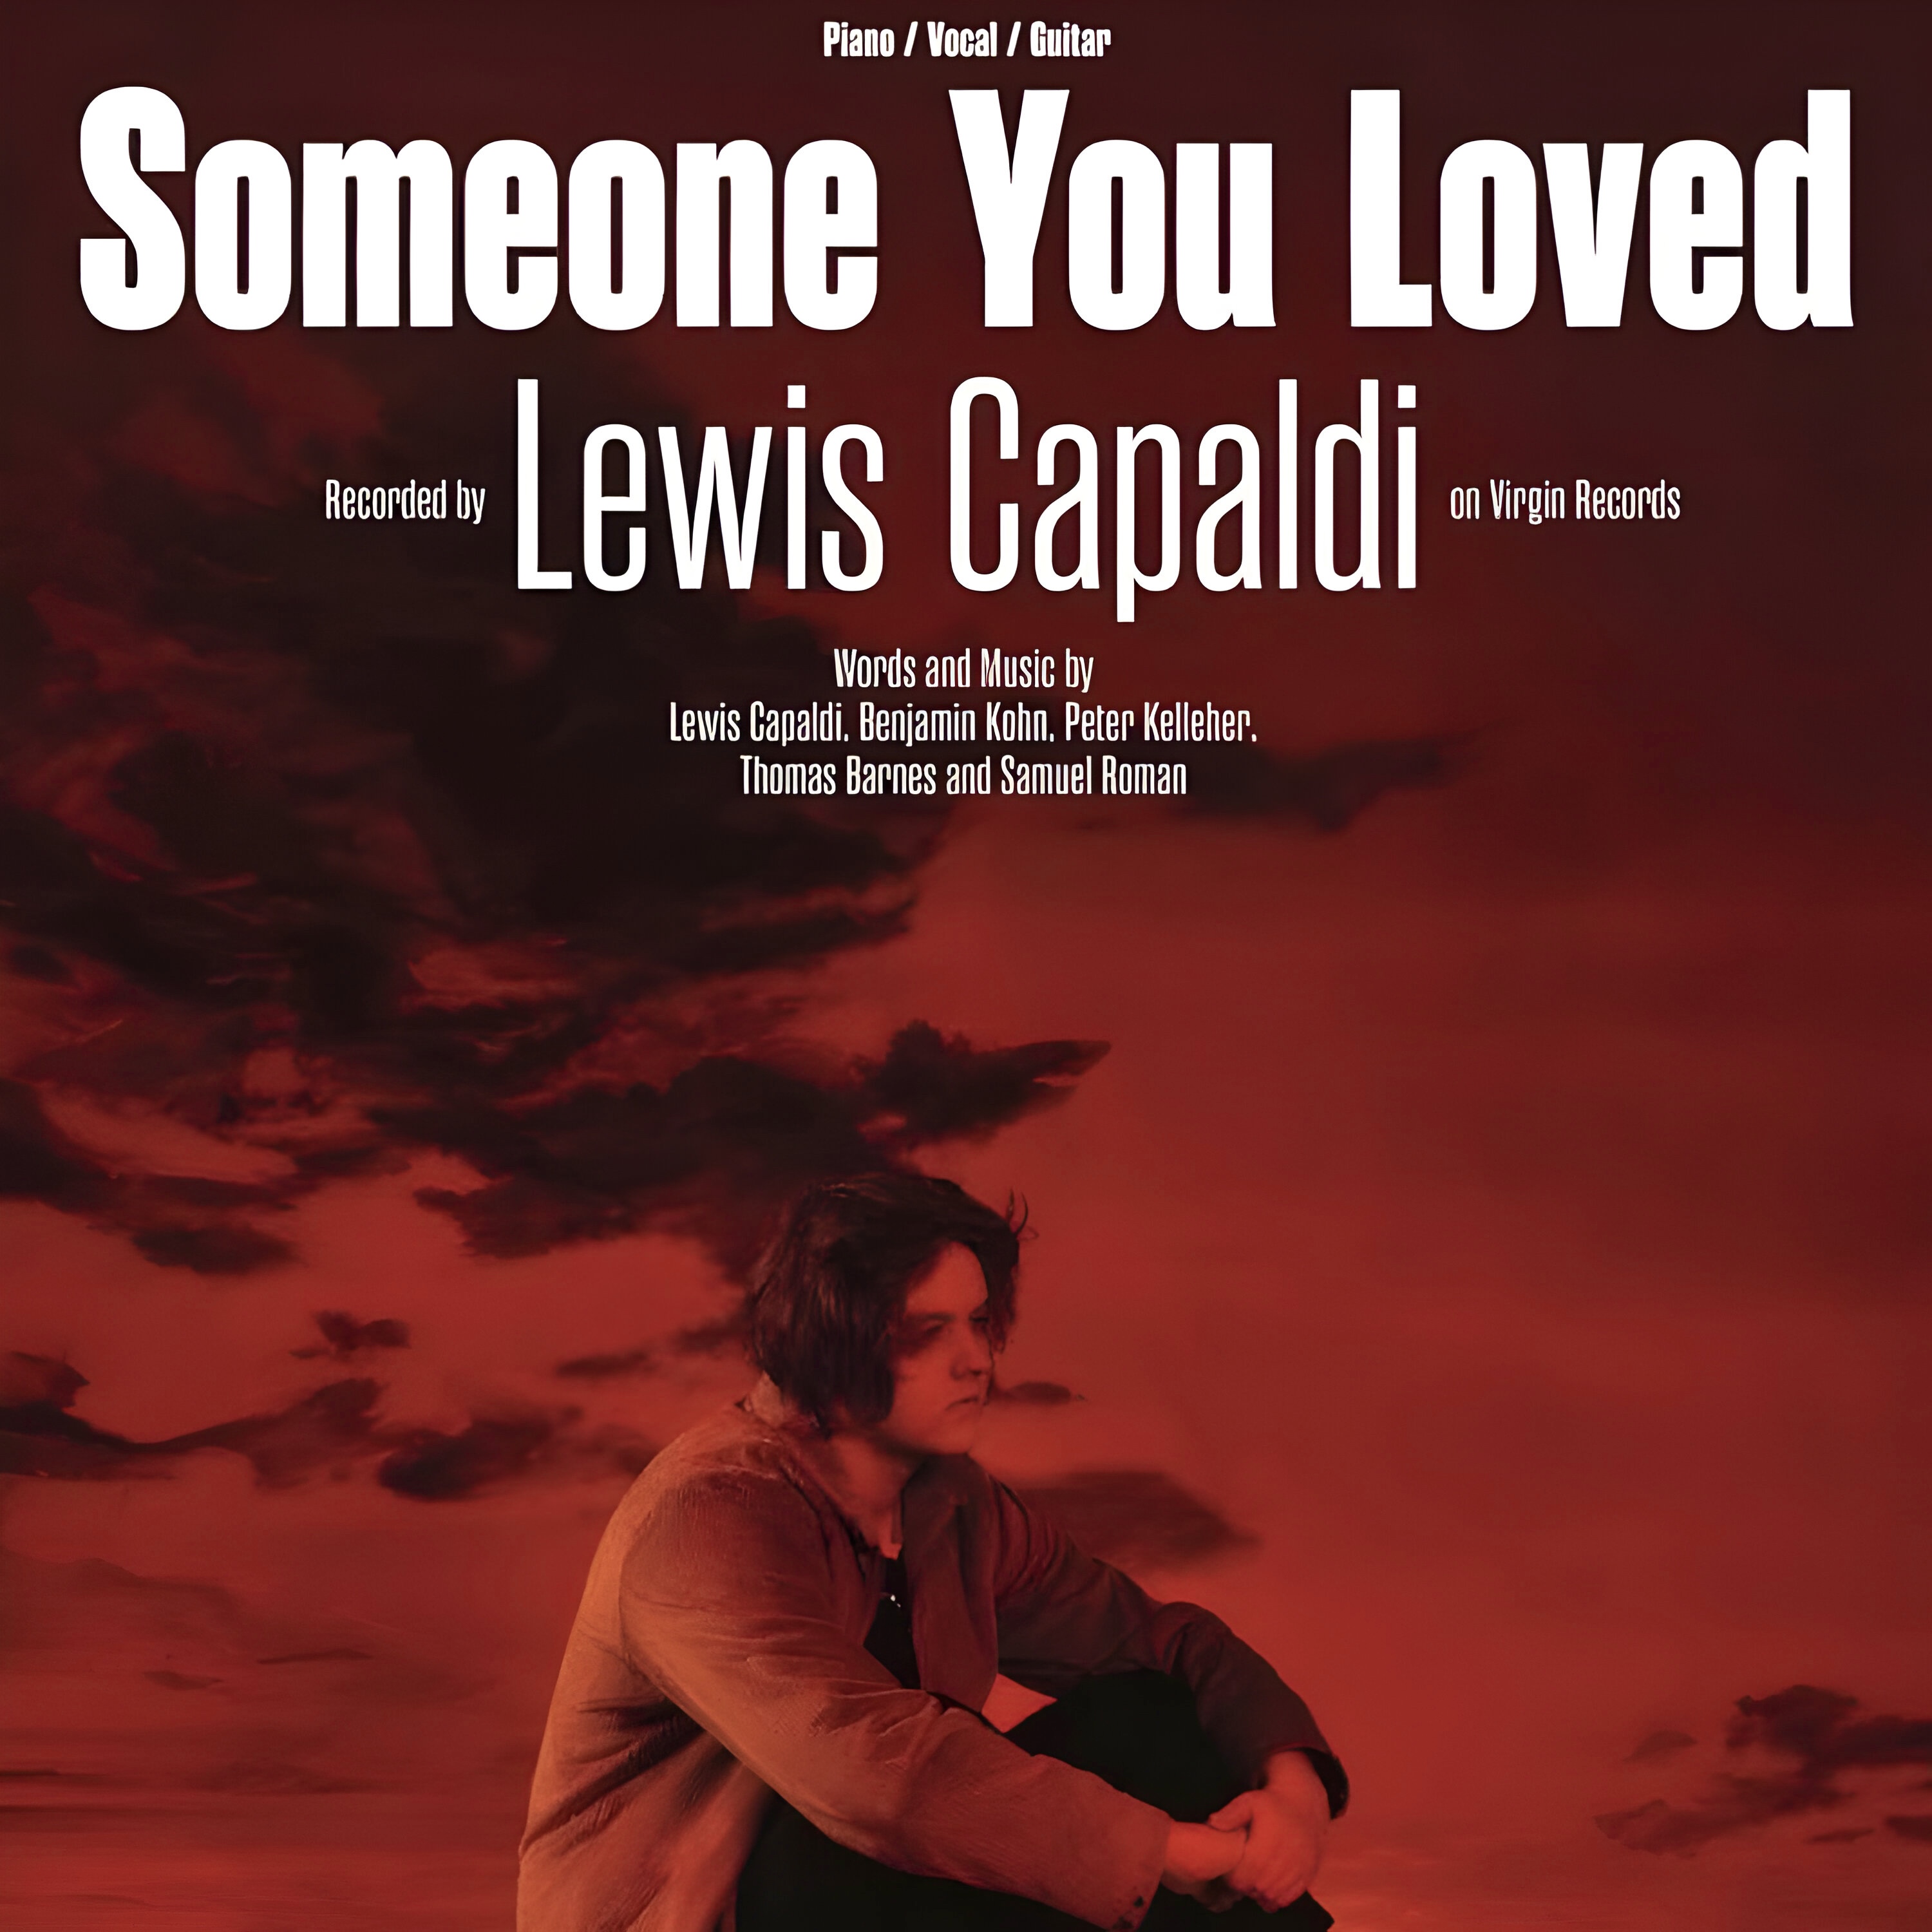 Piano / Vocal / Guitar
Someone You Loved
Recorded by Lewis Capaldi on Virgin Records
Words and Music by
Lewis Capaldi, Benjamin Kohn, Peter Kelleher,
Thomas Barnes and Samuel Roman